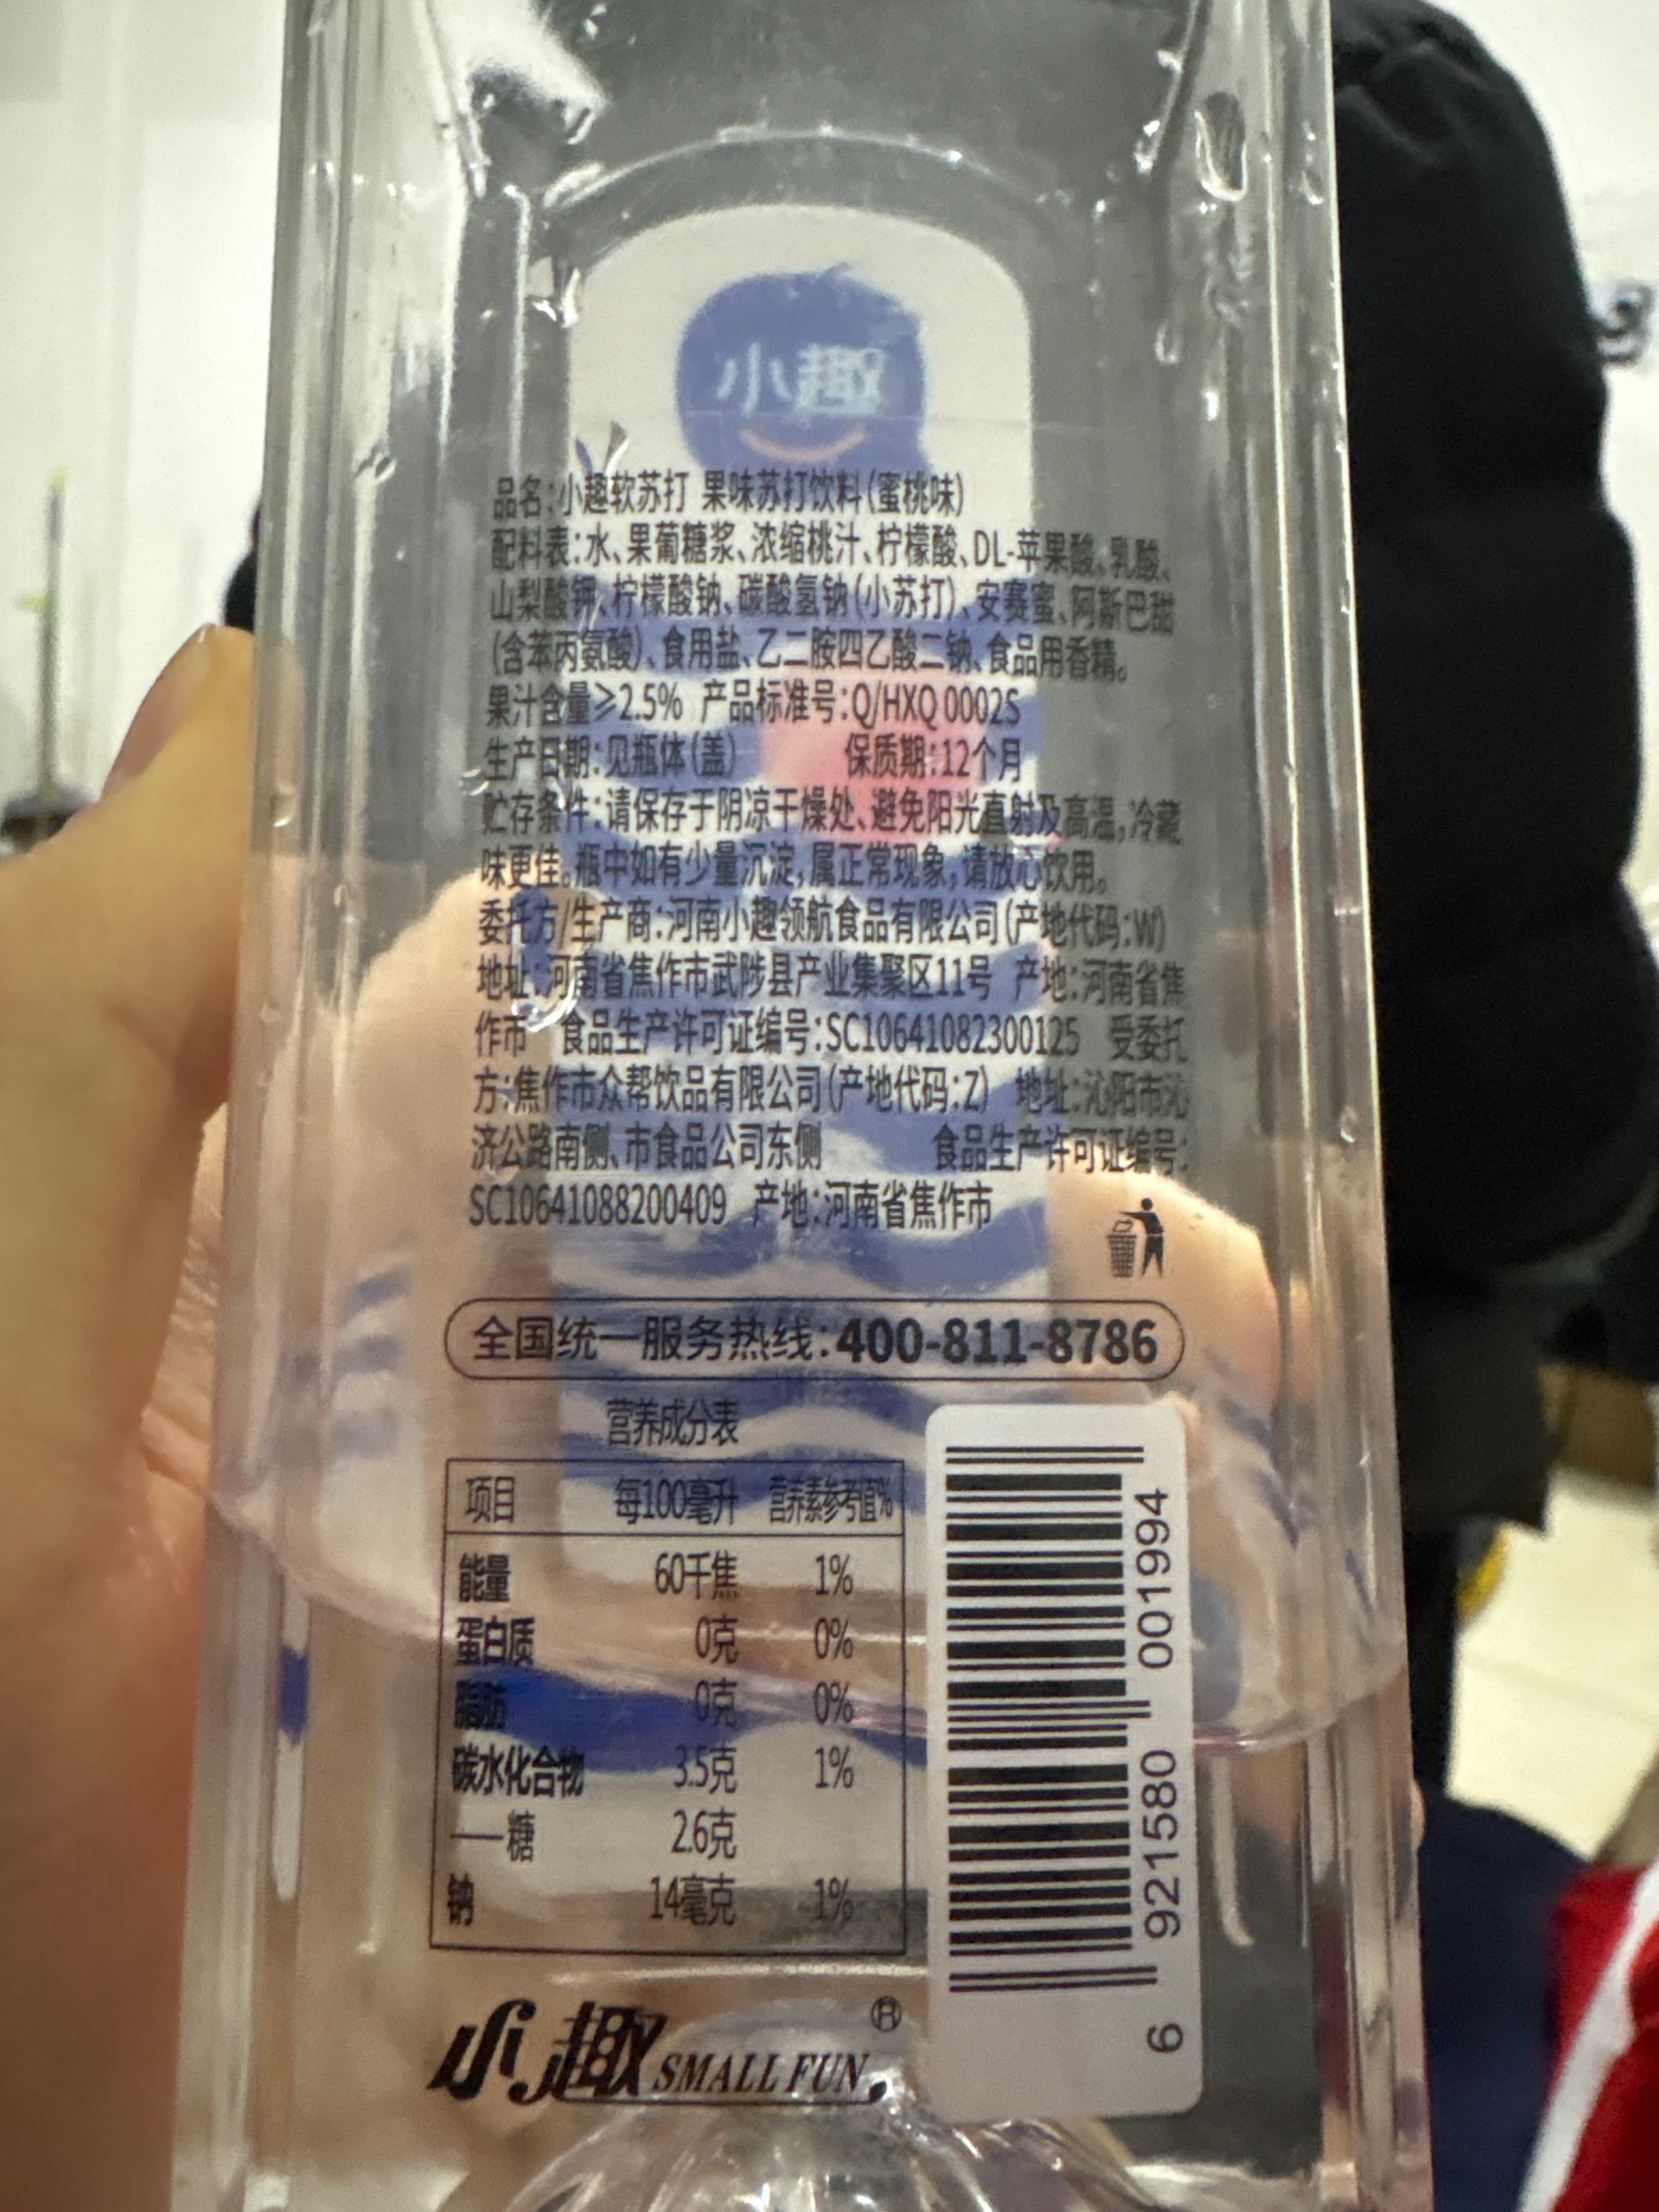 小趣
品名:小趣软苏打 果味苏打饮料(蜜桃味)
配料表:水、果葡糖浆、浓缩桃汁、柠檬酸、DL-苹果酸、乳酸、
山梨酸钾、柠檬酸钠、碳酸氢钠(小苏打)、安赛蜜、阿斯巴甜
(含苯丙氨酸)、食用盐、乙二胺四乙酸二钠、食品用香精。
果汁含量≥2.5% 产品标准号:Q/HXQ 0002S
生产日期:见瓶体(盖) 保质期:12个月
贮存条件:请保存于阴凉干燥处、避免阳光直射及高温,冷藏
味更佳。瓶中如有少量沉淀,属正常现象,请放心饮用。
委托方/生产商:河南小趣领航食品有限公司(产地代码:W)
地址:河南省焦作市武陟县产业集聚区11号 产地:河南省焦
作市 食品生产许可证编号:SC10641082300125 受委托
方:焦作市众帮饮品有限公司(产地代码:Z) 地址:沁阳市沁
济公路南侧、市食品公司东侧 食品生产许可证编号:
SC10641088200409 产地:河南省焦作市
全国统一服务热线:400-811-8786
营养成分表
项目 每100毫升 营养素参考值%
能量 60千焦 1%
蛋白质 0克 0%
脂肪 0克 0%
碳水化合物 3.5克 1%
——糖 2.6克
钠 14毫克 1%
6 921580 001994
小趣 SMALL FUN ®